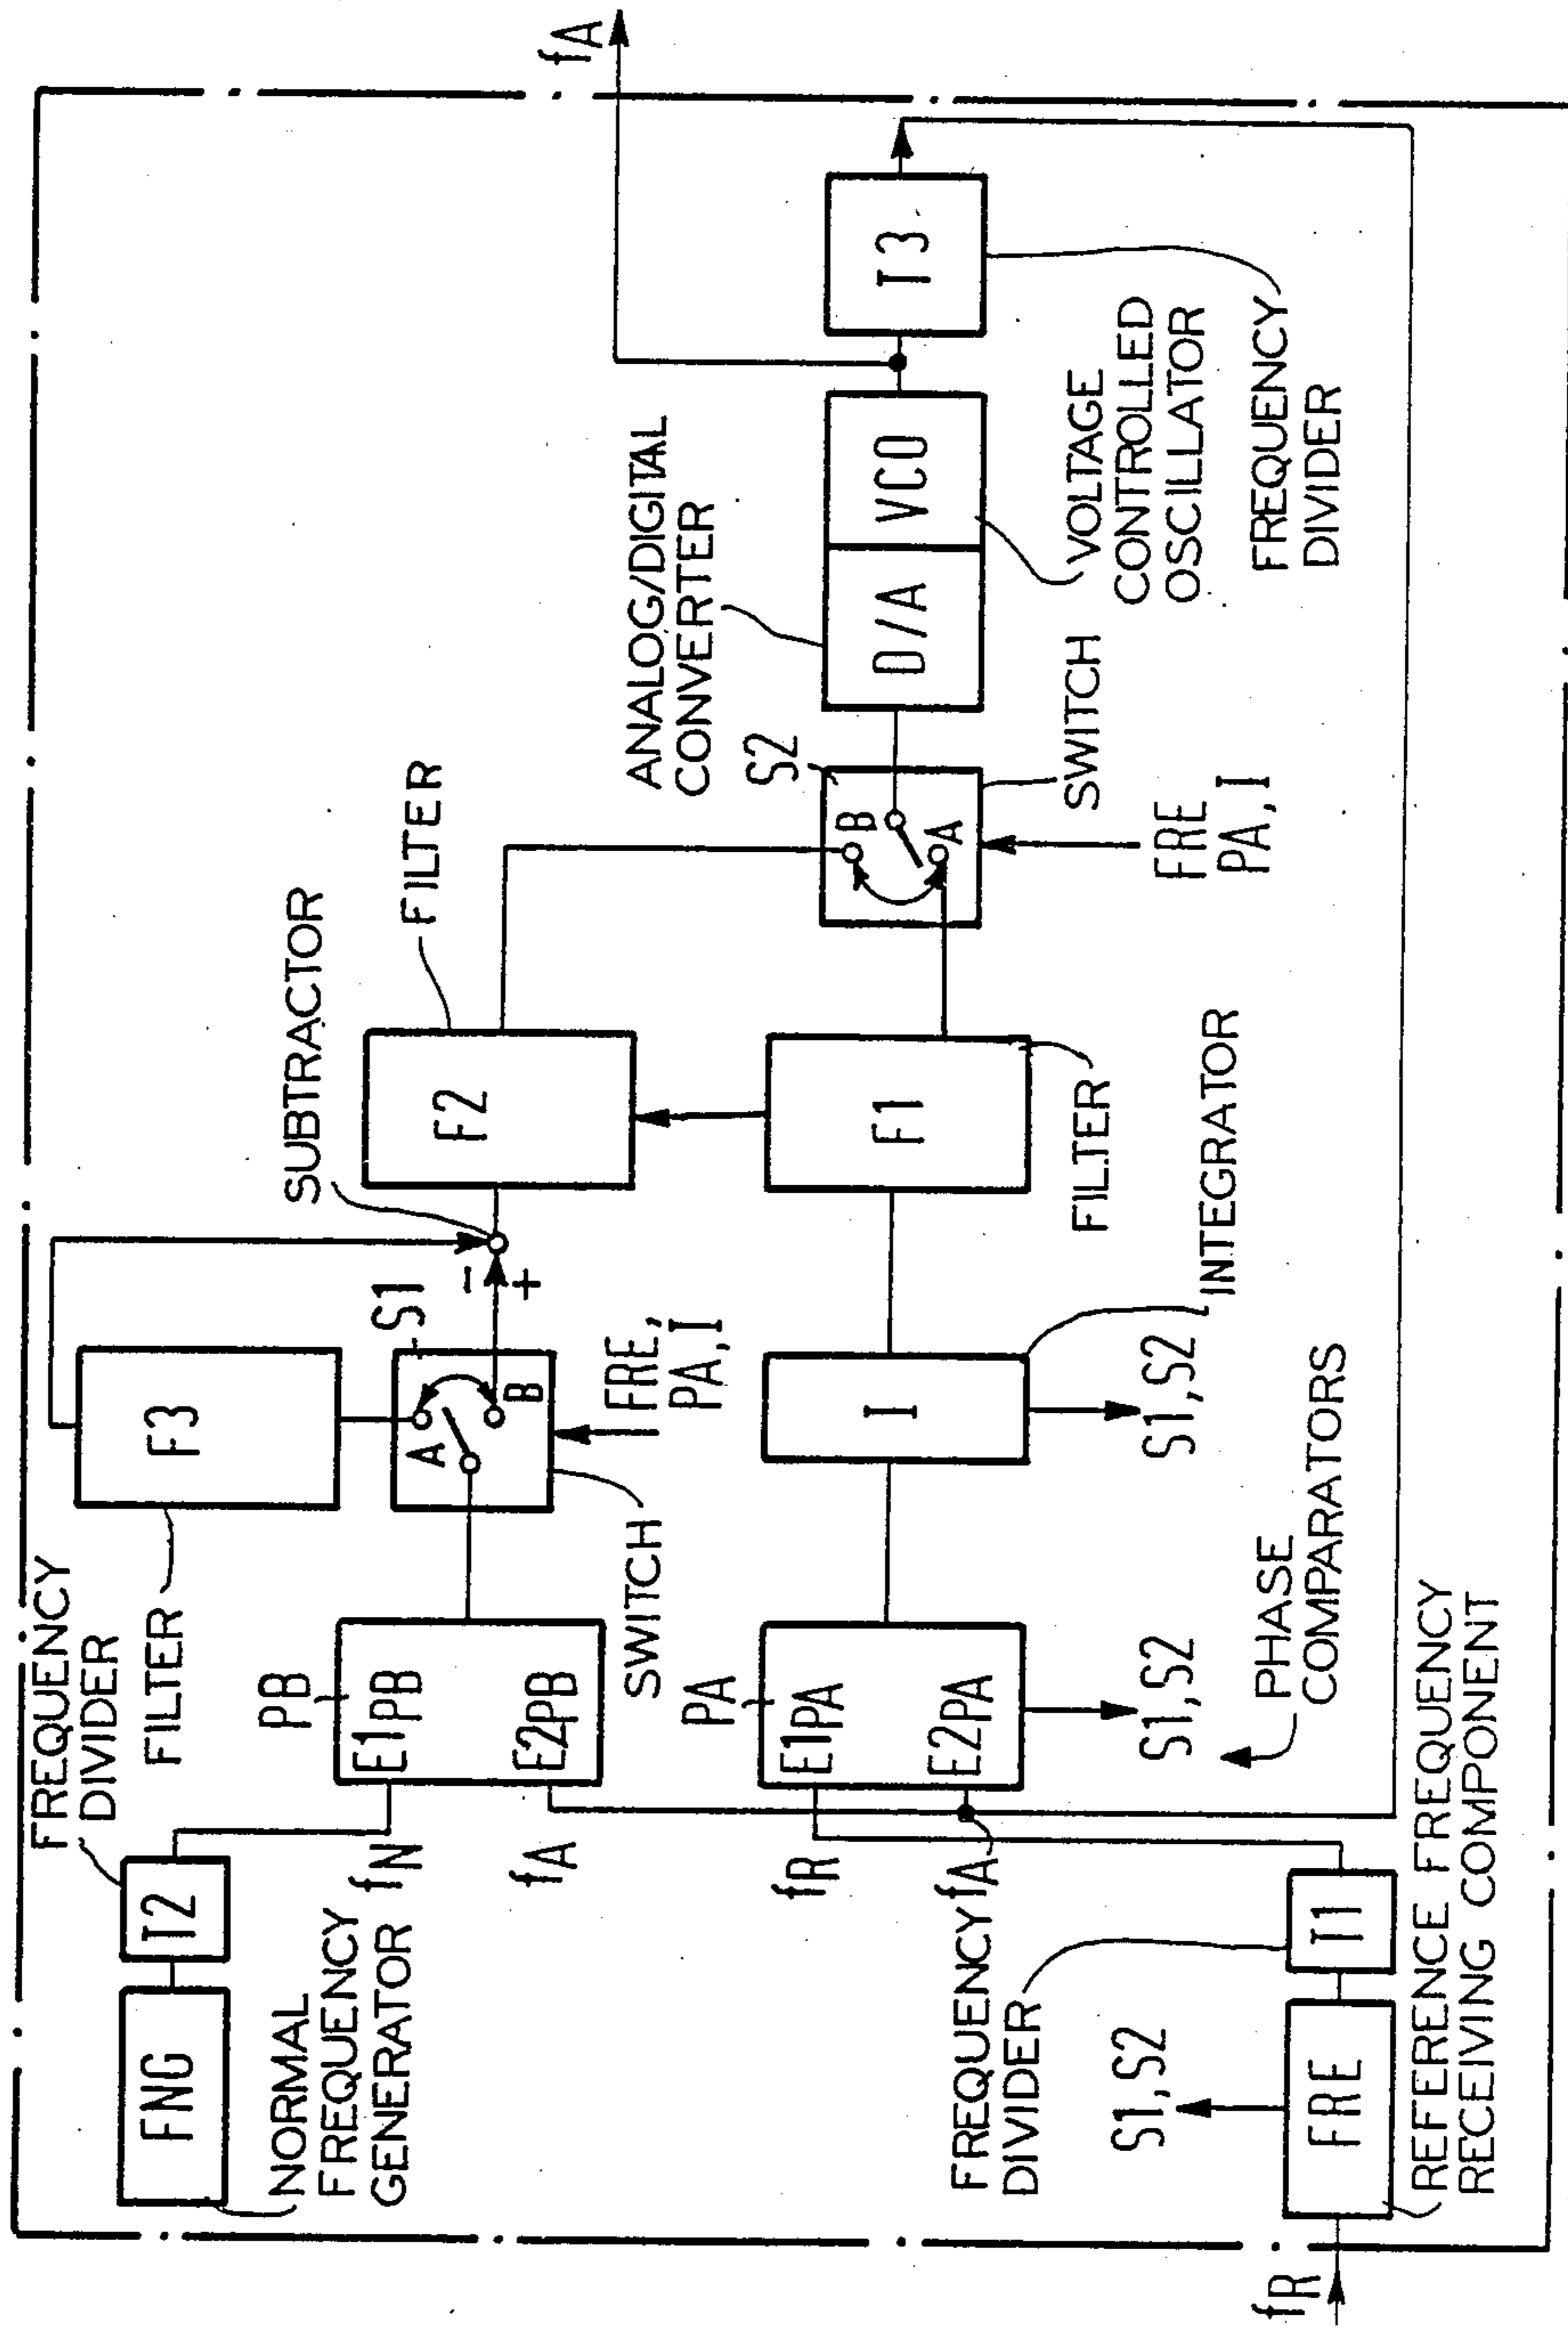 FNG
T2
FREQUENCY
DIVIDER
NORMAL
FREQUENCY
GENERATOR
fN
fA
PB
E1PB
E2PB
FILTER
F3
S1
A
B
SWITCH
FRE,
PA,I
-
+
SUBTRACTOR
F2
FILTER
fR
fA
PA
E1PA
E2PA
S1,S2
PHASE
COMPARATORS
I
S1,S2
INTEGRATOR
F1
FILTER
S2
B
A
SWITCH
FRE
PA,I
ANALOG/DIGITAL
CONVERTER
D/A
VCO
VOLTAGE
CONTROLLED
OSCILLATOR
T3
FREQUENCY
DIVIDER
fA
fR
FRE
S1,S2
T1
FREQUENCY
DIVIDER
REFERENCE FREQUENCY
RECEIVING COMPONENT